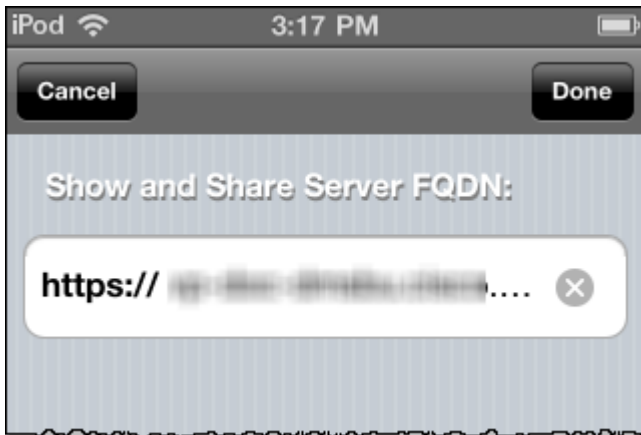 iPod 3:17 PM
Cancel Done
Show and Share Server FQDN:
https:// ....